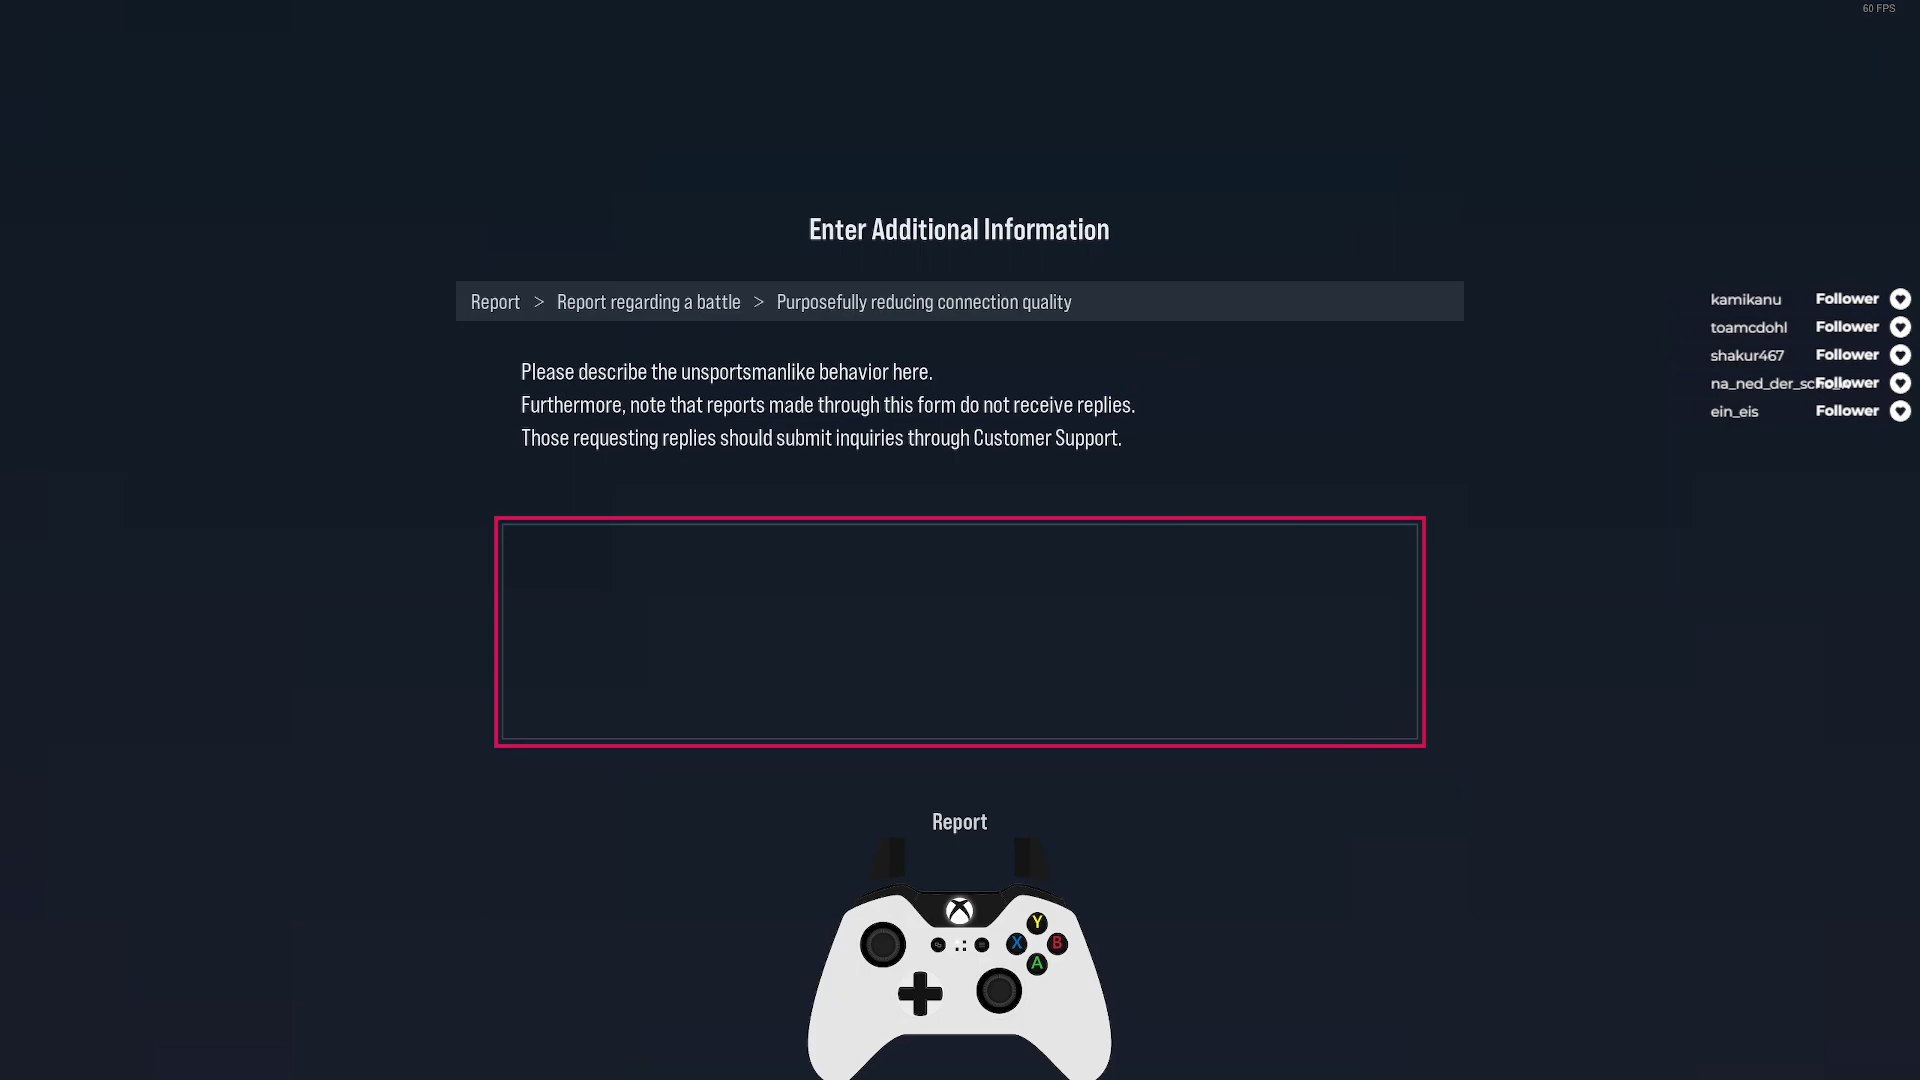 60 FPS
Enter Additional Information
Report > Report regarding a battle > Purposefully reducing connection quality
Please describe the unsportsmanlike behavior here.
Furthermore, note that reports made through this form do not receive replies.
Those requesting replies should submit inquiries through Customer Support.
kamikanu Follower
toamcdohl Follower
shakur467 Follower
Follower
ein_eis Follower
Report
Y
X B
A